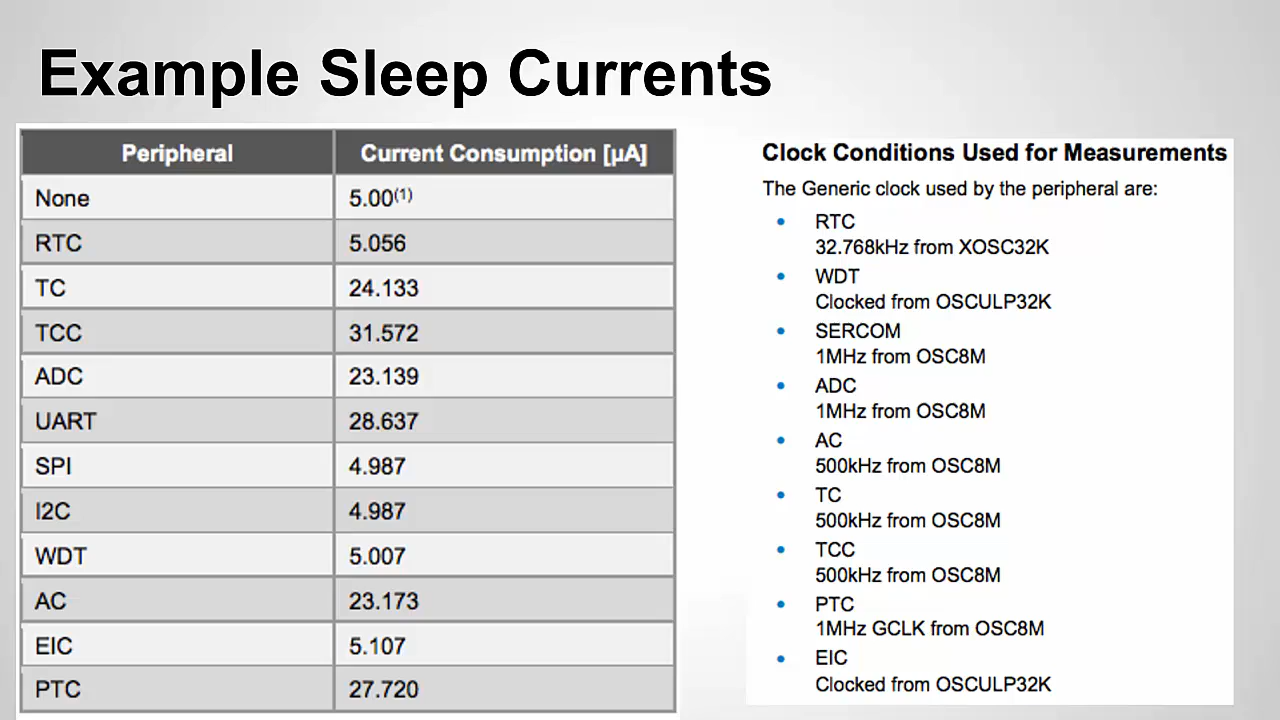 Example Sleep Currents
Peripheral Current Consumption [µA]
None 5.00(1)
RTC 5.056
TC 24.133
TCC 31.572
ADC 23.139
UART 28.637
SPI 4.987
I2C 4.987
WDT 5.007
AC 23.173
EIC 5.107
PTC 27.720
Clock Conditions Used for Measurements
The Generic clock used by the peripheral are:
• RTC
32.768kHz from XOSC32K
• WDT
Clocked from OSCULP32K
• SERCOM
1MHz from OSC8M
• ADC
1MHz from OSC8M
• AC
500kHz from OSC8M
• TC
500kHz from OSC8M
• TCC
500kHz from OSC8M
• PTC
1MHz GCLK from OSC8M
• EIC
Clocked from OSCULP32K